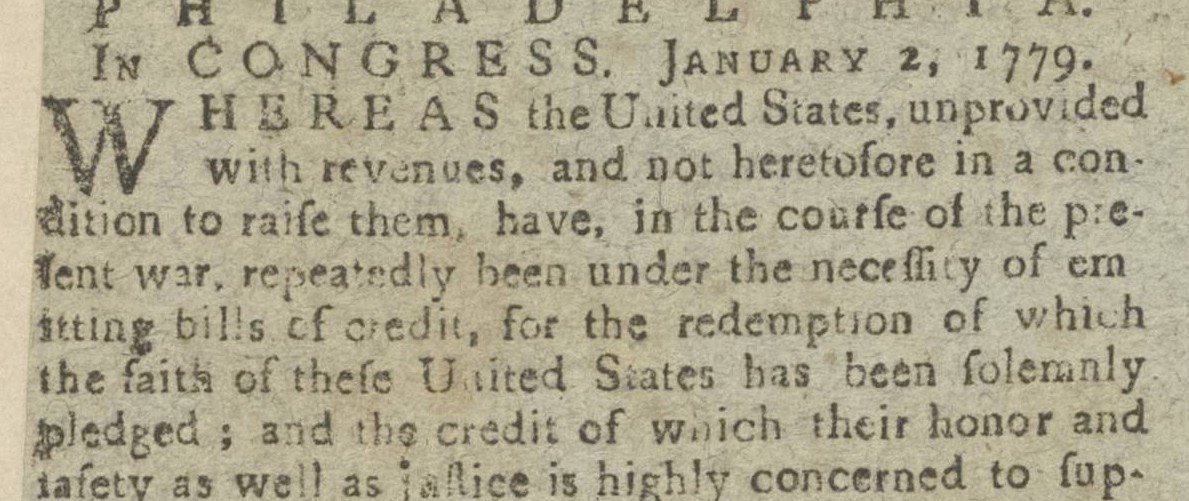 PHILADELPHIA.
In CONGRESS. January 2, 1779.
WHEREAS the United States, unprovided
with revenues, and not heretofore in a con-
dition to raiſe them, have, in the courſe of the pre-
ſent war, repeatedly been under the neceſſity of em
itting bills of credit, for the redemption of which
the faith of theſe United States has been ſolemnly
pledged ; and the credit of which their honor and
ſafety as well as juſtice is highly concerned to ſup-